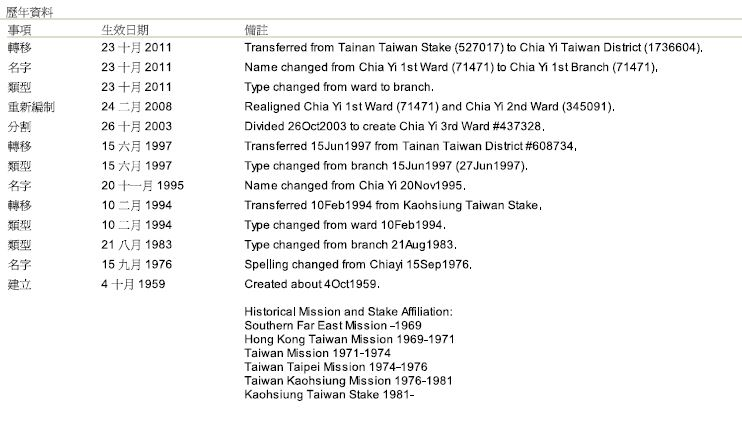 歷年資料
事項 生效日期 備註
轉移 23 十月 2011 Transferred from Tainan Taiwan Stake (527017) to Chia Yi Taiwan District (1736604).
名字 23 十月 2011 Name changed from Chia Yi 1st Ward (71471) to Chia Yi 1st Branch (71471).
類型 23 十月 2011 Type changed from ward to branch.
重新編制 24 二月 2008 Realigned Chia Yi 1st Ward (71471) and Chia Yi 2nd Ward (345091).
分割 26 十月 2003 Divided 26Oct2003 to create Chia Yi 3rd Ward #437328.
轉移 15 六月 1997 Transferred 15Jun1997 from Tainan Taiwan District #608734.
類型 15 六月 1997 Type changed from branch 15Jun1997 (27Jun1997).
名字 20 十一月 1995 Name changed from Chia Yi 20Nov1995.
轉移 10 二月 1994 Transferred 10Feb1994 from Kaohsiung Taiwan Stake.
類型 10 二月 1994 Type changed from ward 10Feb1994.
類型 21 八月 1983 Type changed from branch 21Aug1983.
名字 15 九月 1976 Spelling changed from Chiayi 15Sep1976.
建立 4 十月 1959 Created about 4Oct1959.
Historical Mission and Stake Affiliation:
Southern Far East Mission -1969
Hong Kong Taiwan Mission 1969-1971
Taiwan Mission 1971-1974
Taiwan Taipei Mission 1974-1976
Taiwan Kaohsiung Mission 1976-1981
Kaohsiung Taiwan Stake 1981-